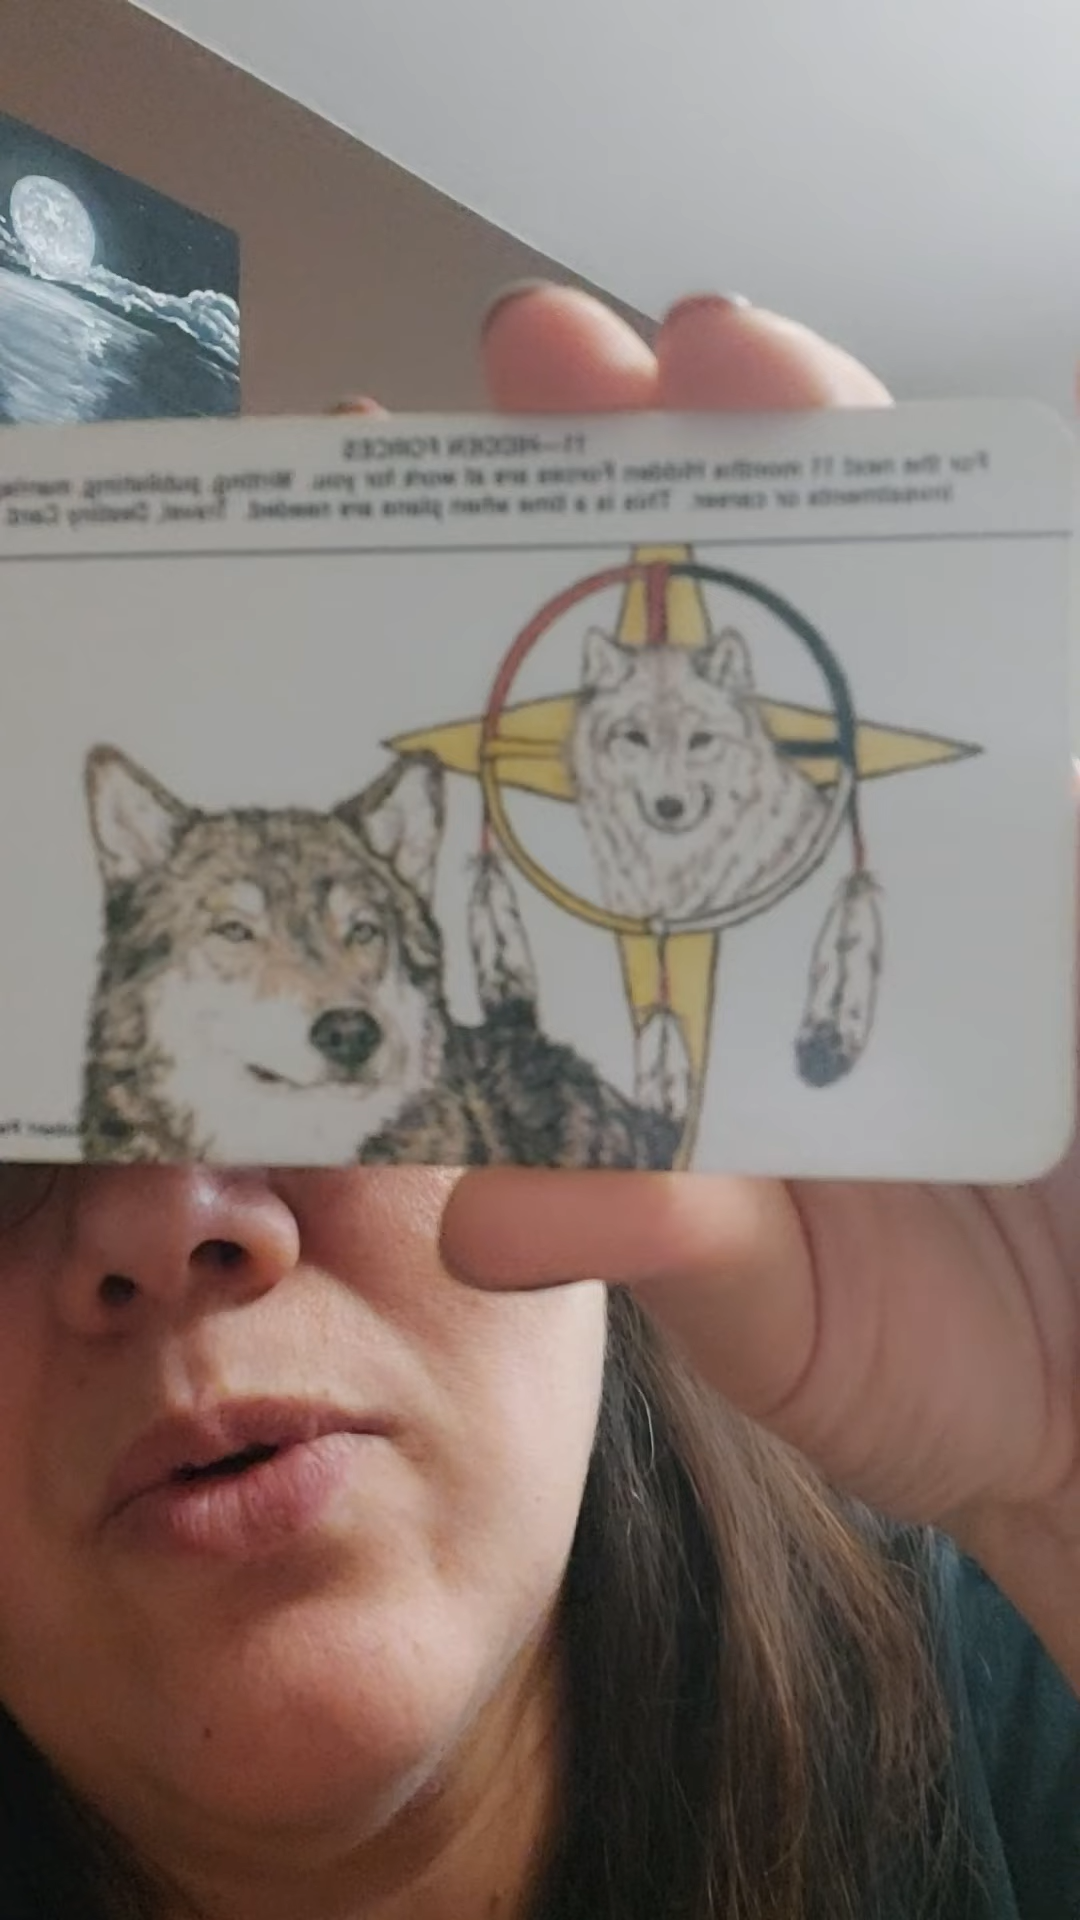 11—HIDDEN FORCES
For the next 11 months Hidden Forces are at work for you. Writing, publishing,
investments or career. This is a time when plans are needed. Travel, Destiny Card.